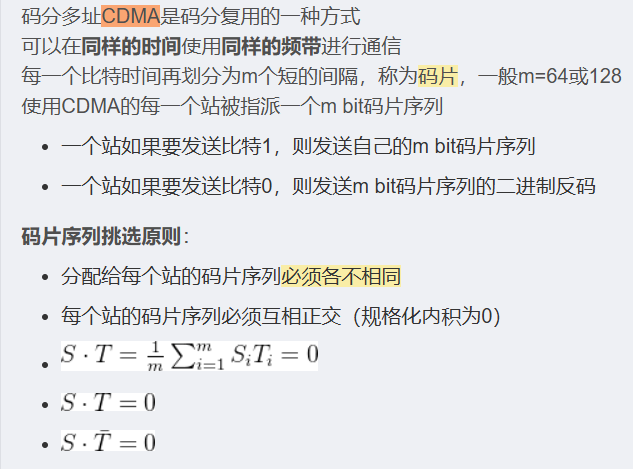 码分多址CDMA是码分复用的一种方式
可以在同样的时间使用同样的频带进行通信
每一个比特时间再划分为m个短的间隔，称为码片，一般m=64或128
使用CDMA的每一个站被指派一个m bit码片序列
• 一个站如果要发送比特1，则发送自己的m bit码片序列
• 一个站如果要发送比特0，则发送m bit码片序列的二进制反码
码片序列挑选原则：
• 分配给每个站的码片序列必须各不相同
• 每个站的码片序列必须互相正交（规格化内积为0）
• $S \cdot T = \frac{1}{m} \sum_{i=1}^{m} S_i T_i = 0$
• $S \cdot T = 0$
• $S \cdot \bar{T} = 0$